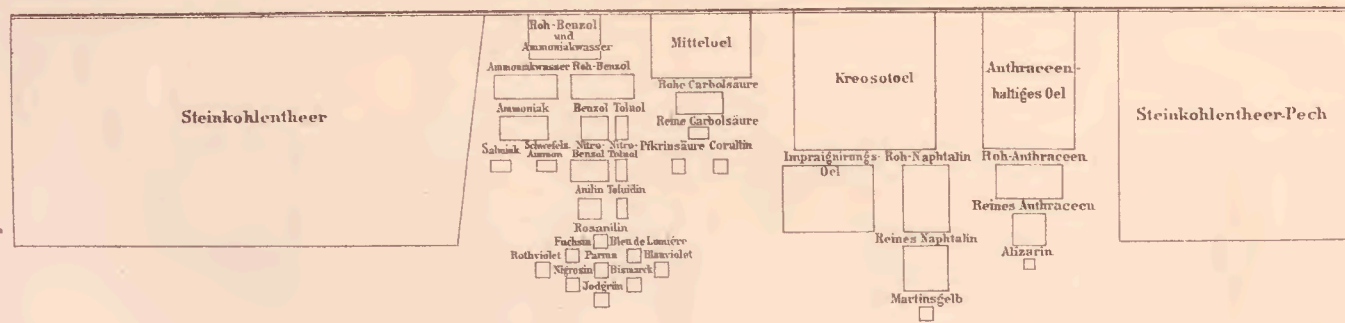 Steinkohlentheer
Roh-Benzol
und
Ammoniakwasser
Ammoniakwasser Roh-Benzol
Ammoniak
Benzol Toluol
Salmiak
Schwefels.
Ammon
Nitro-
Benzol
Nitro-
Toluol
Anilin Toluidin
Rosanilin
Fuchsin
Bleu de Lumière
Rothviolet
Parma
Blauviolet
Nigrosin
Bismarck
Jodgrün
Mitteloel
Rohe Carbolsäure
Reine Carbolsäure
Pikrinsäure Corallin
Kreosotoel
Impraignirungs-
Oel
Roh-Naphtalin
Reines Naphtalin
Martinsgelb
Anthraceen-
haltiges Oel
Roh-Anthraceen
Reines Anthraceen
Alizarin
Steinkohlentheer-Pech